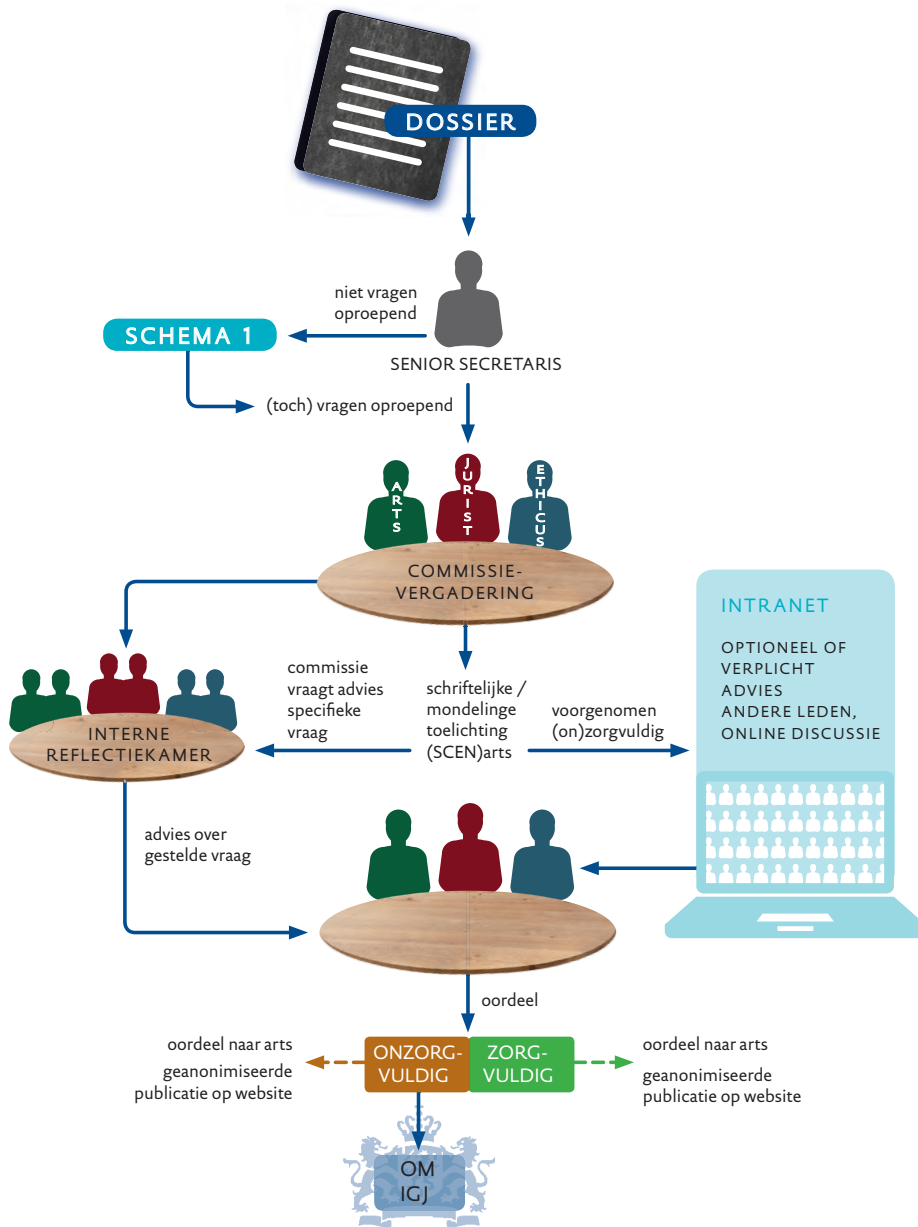 DOSSIER
niet vragen
oproepend
SCHEMA 1
SENIOR SECRETARIS
(toch) vragen oproepend
ARTS
JURIST
ETHICUS
COMMISSIE-
VERGADERING
INTRANET
OPTIONEEL OF
VERPLICHT
ADVIES
ANDERE LEDEN,
ONLINE DISCUSSIE
commissie
vraagt advies
specifieke
vraag
schriftelijke /
mondelinge
toelichting
(SCEN)arts
voorgenomen
(on)zorgvuldig
INTERNE
REFLECTIEKAMER
advies over
gestelde vraag
oordeel
oordeel naar arts
geanonimiseerde
publicatie op website
ONZORG-
VULDIG
ZORG-
VULDIG
oordeel naar arts
geanonimiseerde
publicatie op website
OM
IGJ